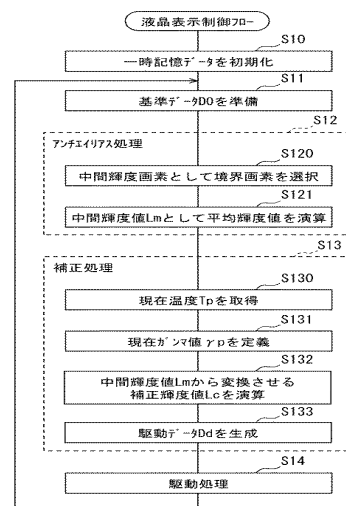 液晶表示制御フロー
S10
一時記憶データを初期化
S11
基準データD0を準備
S12
アンチエイリアス処理
S120
中間輝度画素として境界画素を選択
S121
中間輝度値Lmとして平均輝度値を演算
S13
補正処理
S130
現在温度Tpを取得
S131
現在ガンマ値γpを定義
S132
中間輝度値Lmから変換させる
補正輝度値Lcを演算
S133
駆動データDdを生成
S14
駆動処理